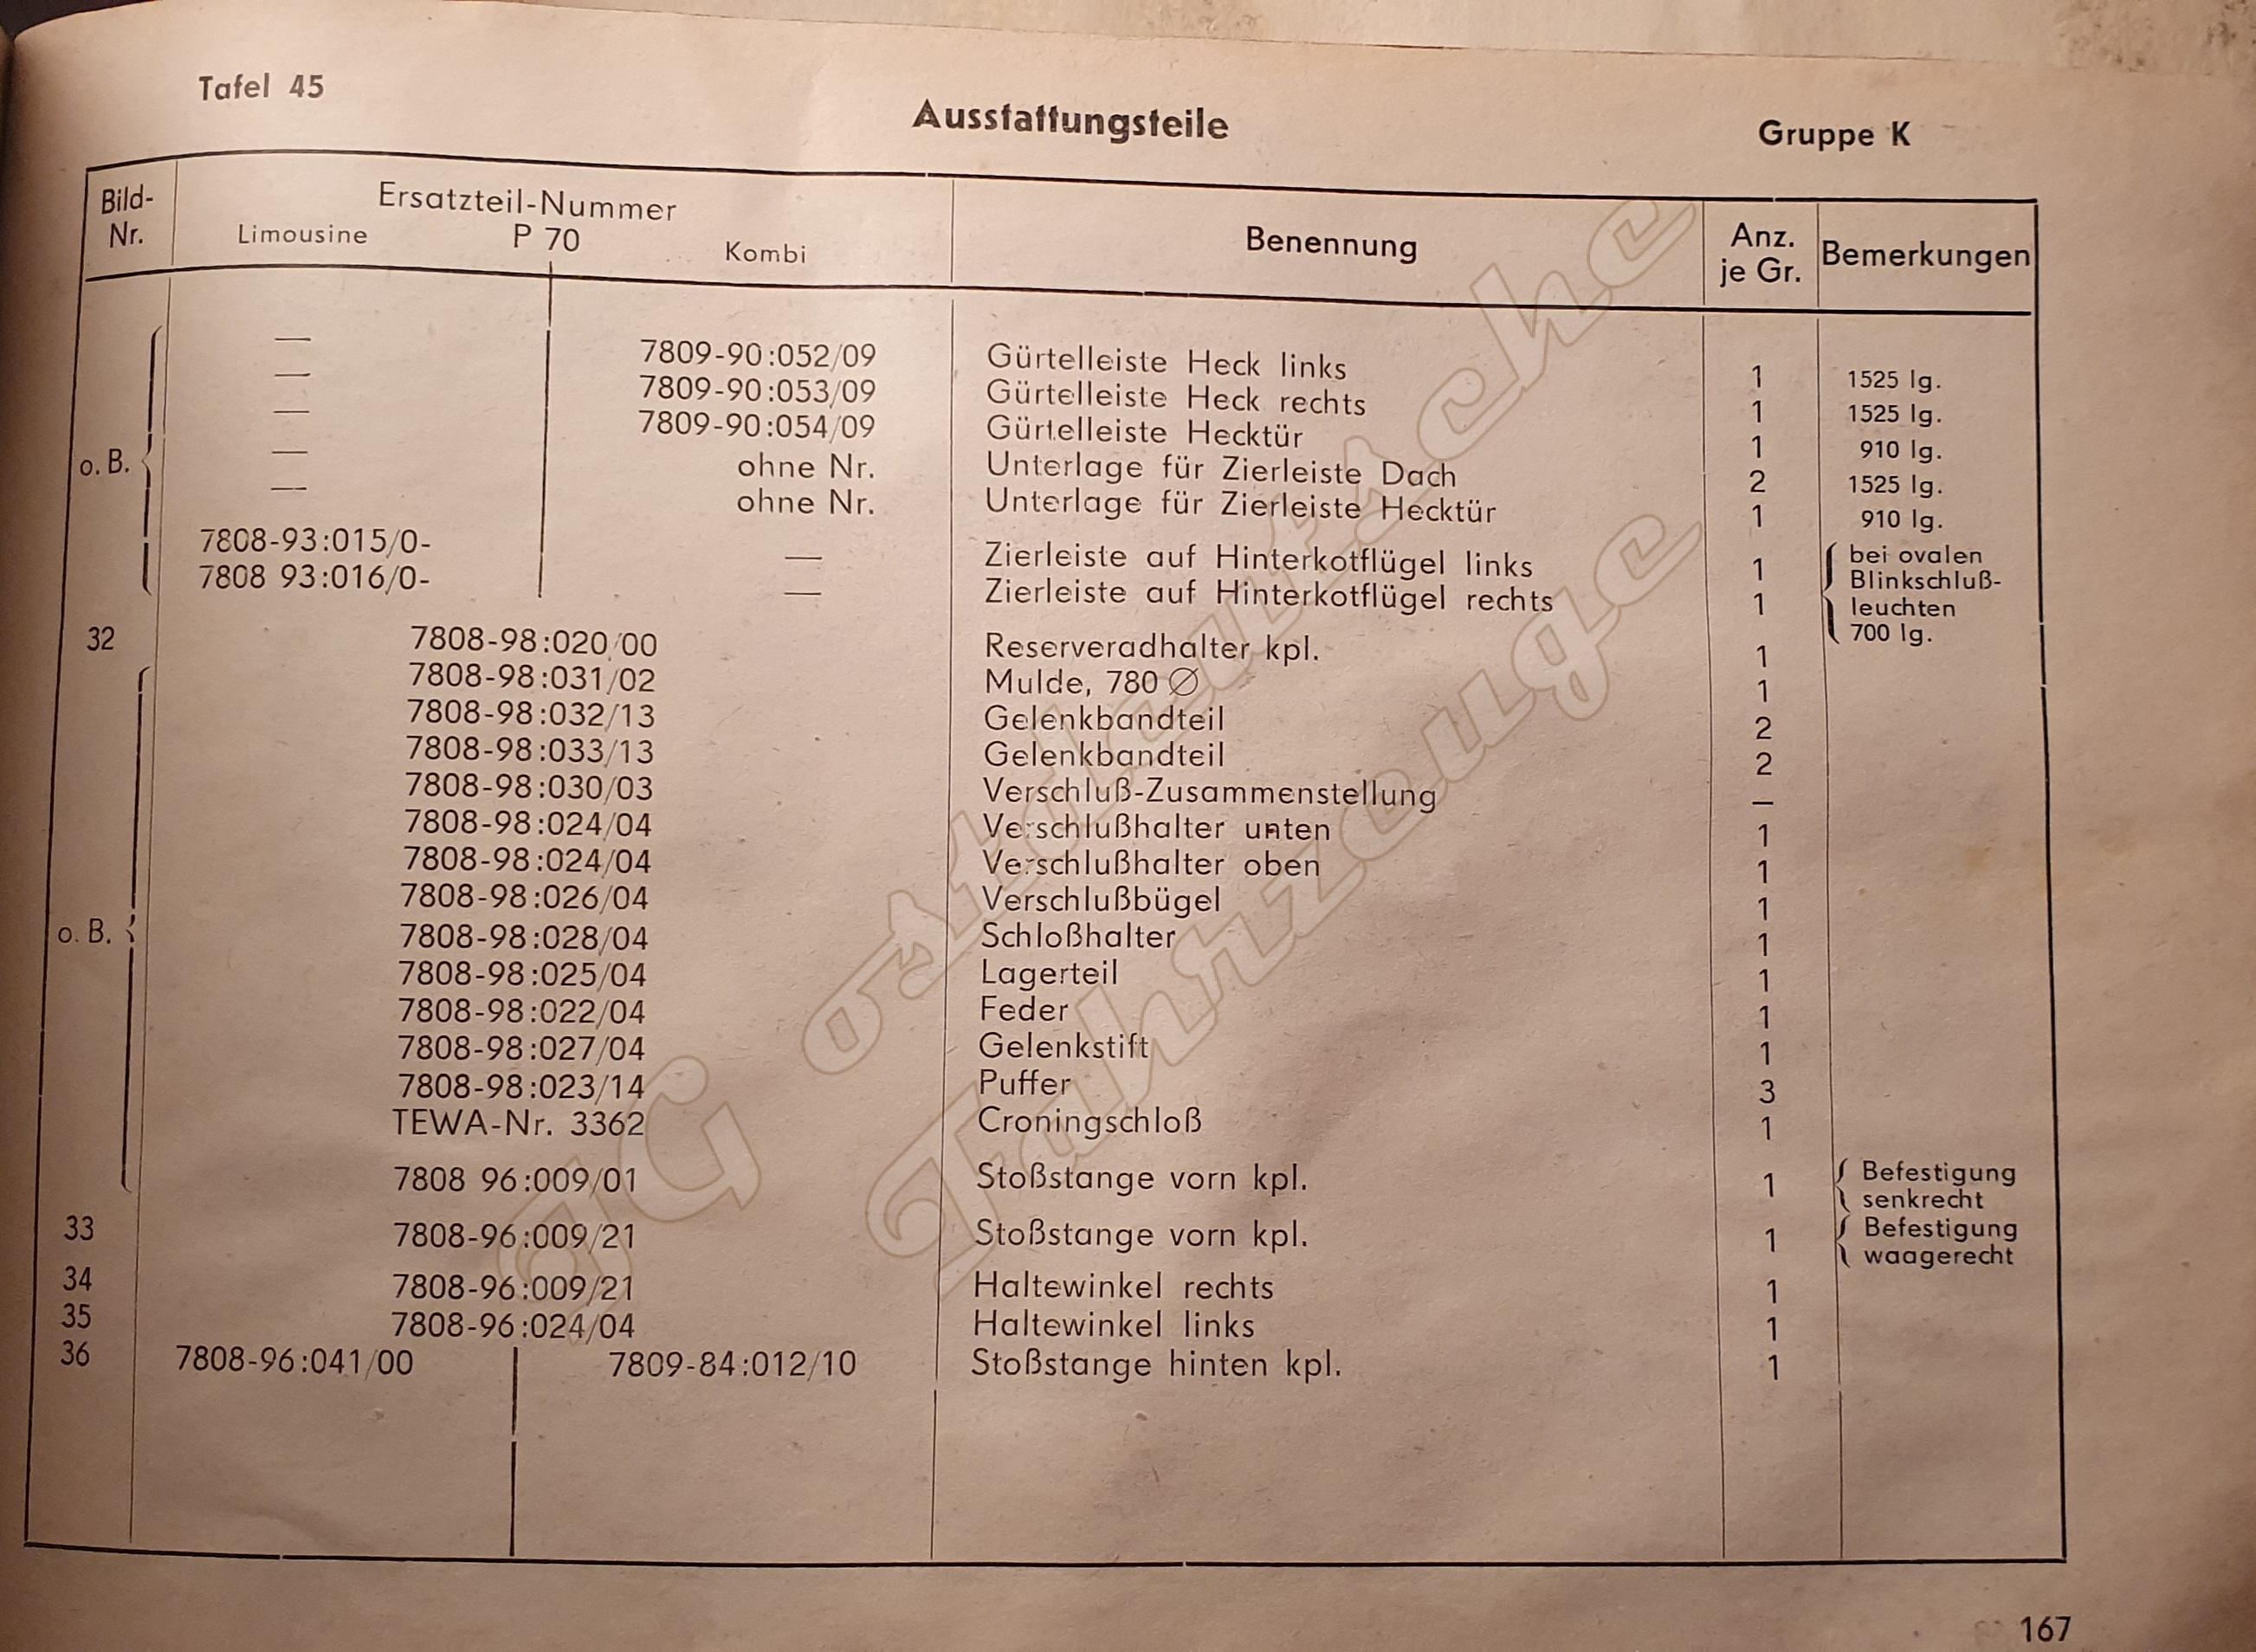 Tafel 45
Ausstattungsteile
Gruppe K
Bild-Nr. Ersatzteil-Nummer P 70 Limousine Kombi Benennung Anz. je Gr. Bemerkungen
— 7809-90:052/09 Gürtelleiste Heck links 1 1525 lg.
— 7809-90:053/09 Gürtelleiste Heck rechts 1 1525 lg.
— 7809-90:054/09 Gürtelleiste Hecktür 1 910 lg.
o. B. — ohne Nr. Unterlage für Zierleiste Dach 2 1525 lg.
— ohne Nr. Unterlage für Zierleiste Hecktür 1 910 lg.
7808-93:015/0- — Zierleiste auf Hinterkotflügel links 1 bei ovalen Blinkschluß-
7808 93:016/0- — Zierleiste auf Hinterkotflügel rechts 1 leuchten 700 lg.
32 7808-98:020/00 Reserveradhalter kpl. 1
7808-98:031/02 Mulde, 780 ∅ 1
7808-98:032/13 Gelenkbandteil 2
7808-98:033/13 Gelenkbandteil 2
7808-98:030/03 Verschluß-Zusammenstellung —
7808-98:024/04 Verschlußhalter unten 1
7808-98:024/04 Verschlußhalter oben 1
7808-98:026/04 Verschlußbügel 1
o. B. 7808-98:028/04 Schloßhalter 1
7808-98:025/04 Lagerteil 1
7808-98:022/04 Feder 1
7808-98:027/04 Gelenkstift 1
7808-98:023/14 Puffer 3
TEWA-Nr. 3362 Croningschloß 1
7808 96:009/01 Stoßstange vorn kpl. 1 Befestigung senkrecht
33 7808-96:009/21 Stoßstange vorn kpl. 1 Befestigung waagerecht
34 7808-96:009/21 Haltewinkel rechts 1
35 7808-96:024/04 Haltewinkel links 1
36 7808-96:041/00 7809-84:012/10 Stoßstange hinten kpl. 1
167
IG ostdeutsche
Fahrzeuge